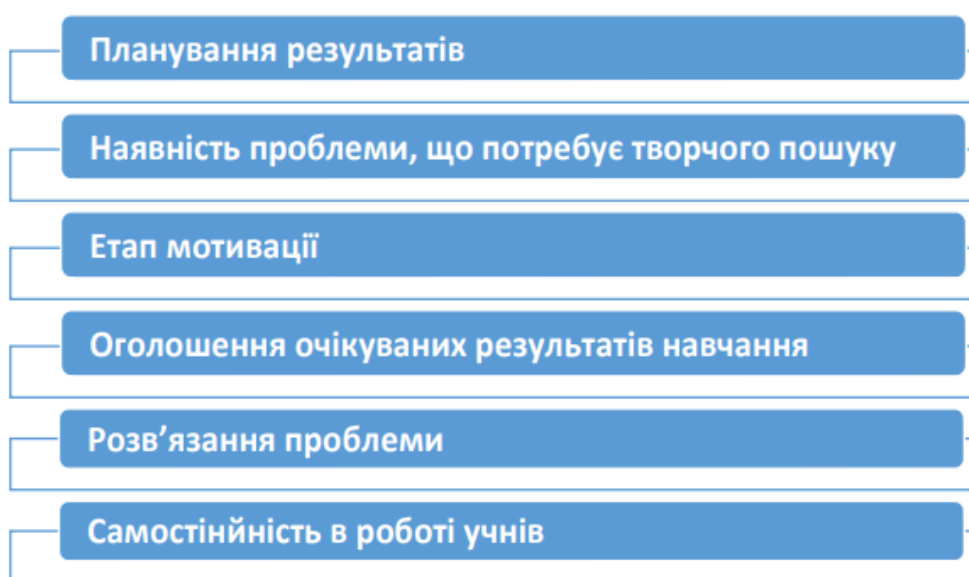 Планування результатів
Наявність проблеми, що потребує творчого пошуку
Етап мотивації
Оголошення очікуваних результатів навчання
Розв’язання проблеми
Самостінйність в роботі учнів